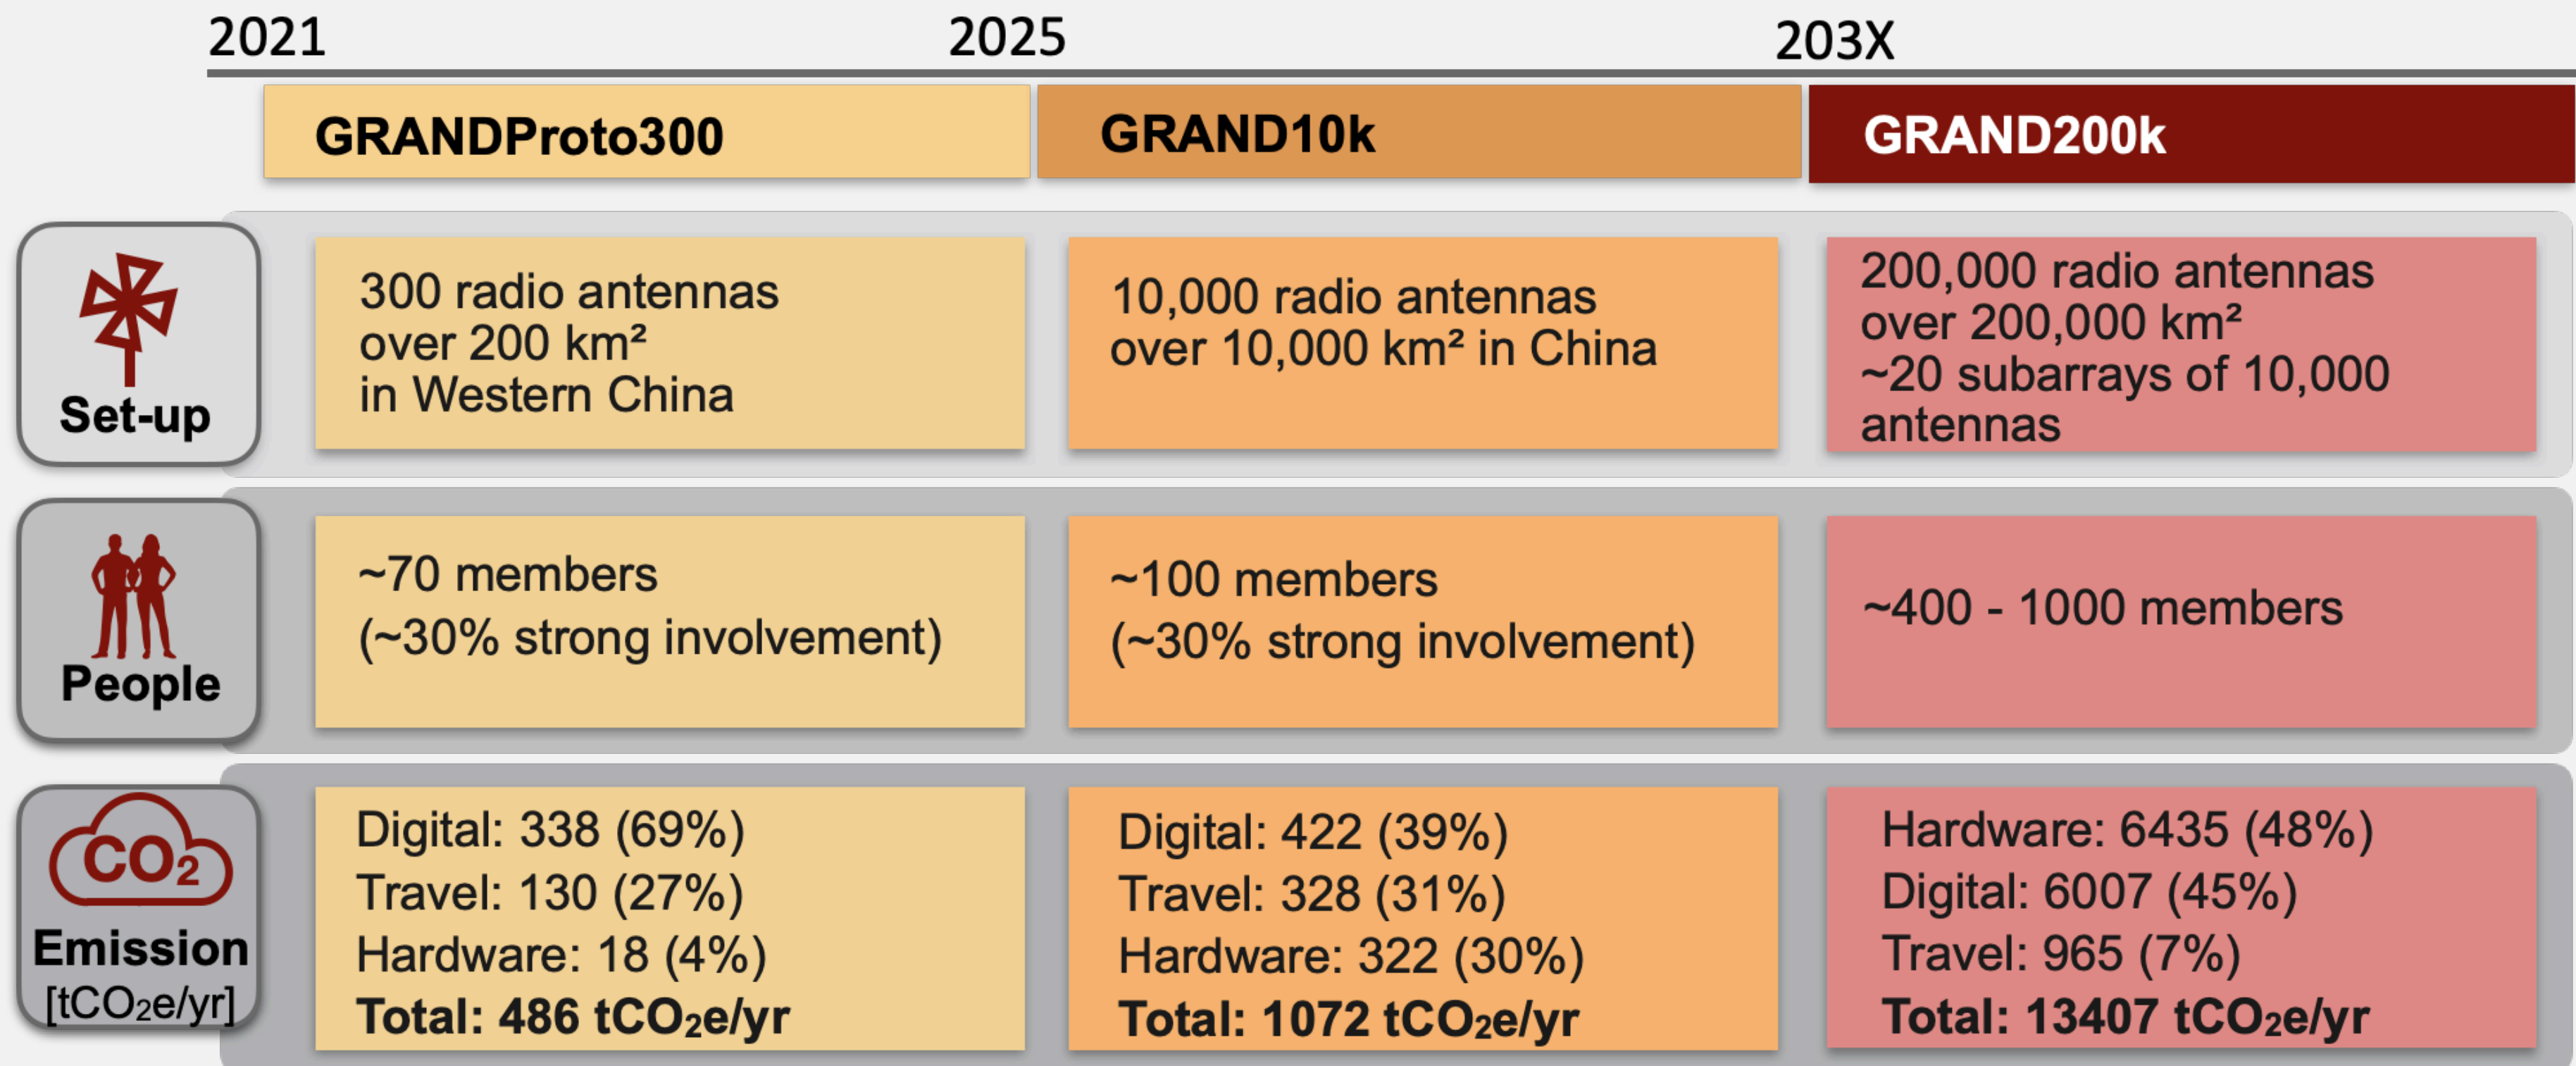 2021
2025
203X
GRANDProto300
GRAND10k
GRAND200k
Set-up
300 radio antennas
over 200 km²
in Western China
10,000 radio antennas
over 10,000 km² in China
200,000 radio antennas
over 200,000 km²
~20 subarrays of 10,000
antennas
People
~70 members
(~30% strong involvement)
~100 members
(~30% strong involvement)
~400 - 1000 members
CO₂
Emission
[tCO₂e/yr]
Digital: 338 (69%)
Travel: 130 (27%)
Hardware: 18 (4%)
Total: 486 tCO₂e/yr
Digital: 422 (39%)
Travel: 328 (31%)
Hardware: 322 (30%)
Total: 1072 tCO₂e/yr
Hardware: 6435 (48%)
Digital: 6007 (45%)
Travel: 965 (7%)
Total: 13407 tCO₂e/yr